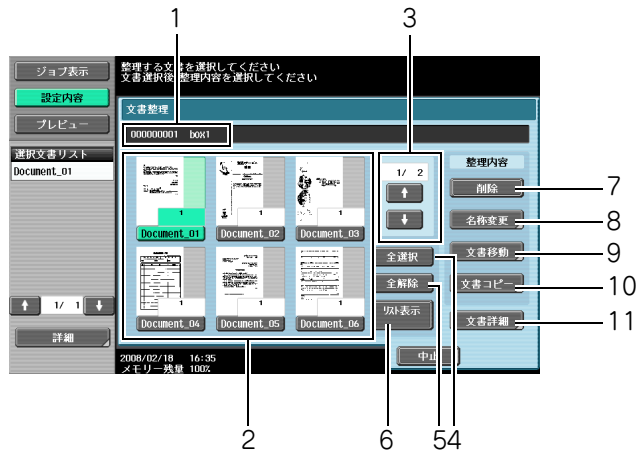 1
3
ジョブ表示
設定内容
プレビュー
整理する文書を選択してください
文書選択後、整理内容を選択してください
文書整理
000000001 box1
選択文書リスト
Document_01
1/ 1
詳細
1
Document_01
1
Document_02
1
Document_03
1
Document_04
1
Document_05
1
Document_06
1/ 2
全選択
全解除
リスト表示
整理内容
削除
名称変更
文書移動
文書コピー
文書詳細
中止
2008/02/18 16:35
メモリー残量 100%
7
8
9
10
11
2
6
5
4